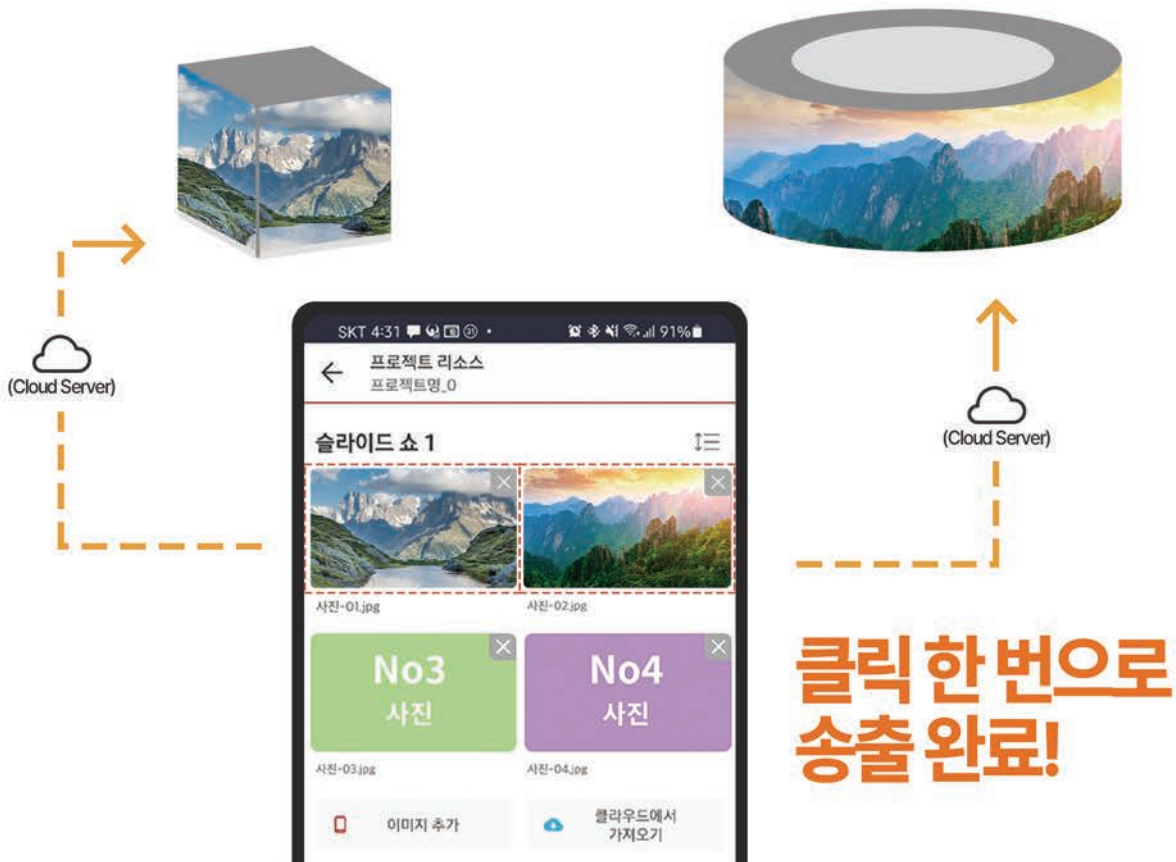 SKT 4:31
91%
프로젝트 리소스
프로젝트명_0
(Cloud Server)
(Cloud Server)
슬라이드 쇼 1
사진-01.jpg
사진-02.jpg
No3
사진
No4
사진
사진-03.jpg
사진-04.jpg
이미지 추가
클라우드에서
가져오기
클릭 한 번으로
송출 완료!